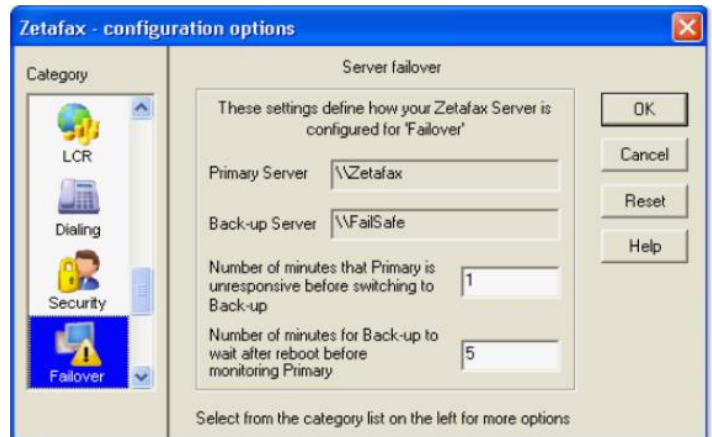 Zetafax - configuration options
Category
LCR
Dialing
Security
Failover
Server failover
These settings define how your Zetafax Server is
configured for 'Failover'
Primary Server \\Zetafax
Back-up Server \\FailSafe
Number of minutes that Primary is
unresponsive before switching to
Back-up
1
Number of minutes for Back-up to
wait after reboot before
monitoring Primary
5
Select from the category list on the left for more options
OK
Cancel
Reset
Help